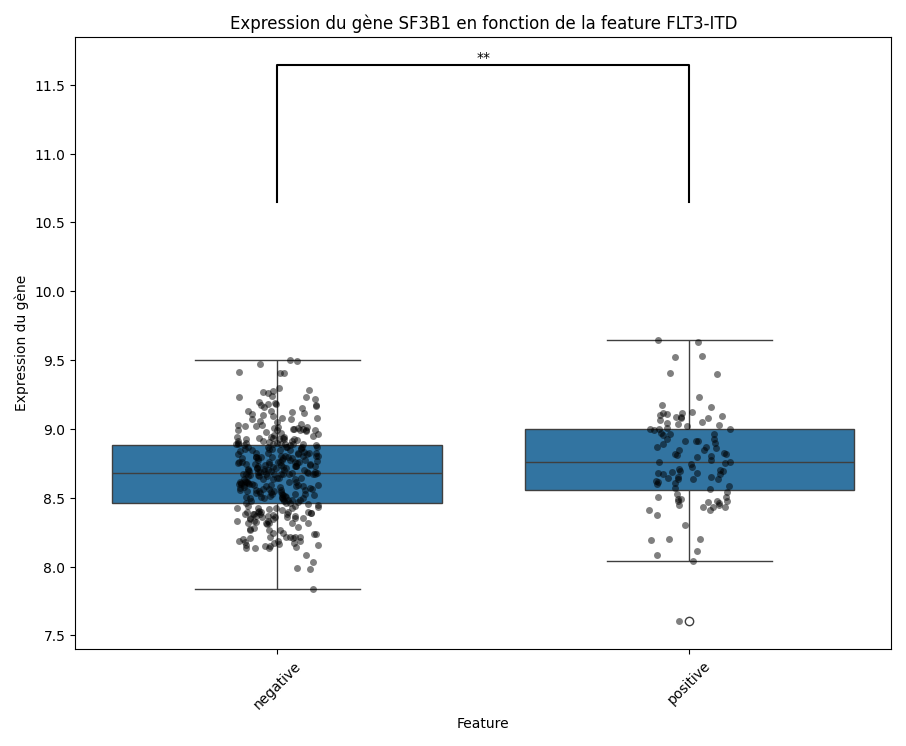 Expression du gène SF3B1 en fonction de la feature FLT3-ITD
**
11.5
11.0
10.5
10.0
9.5
9.0
8.5
8.0
7.5
Expression du gène
negative
positive
Feature